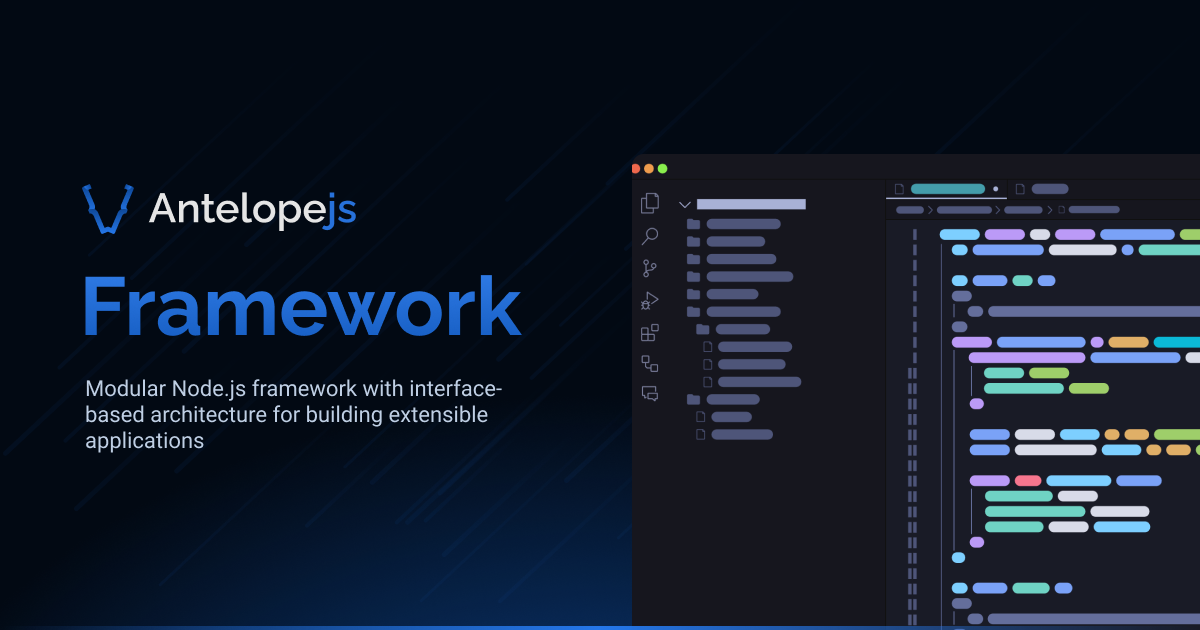 Antelopejs
Framework
Modular Node.js framework with interface-
based architecture for building extensible
applications